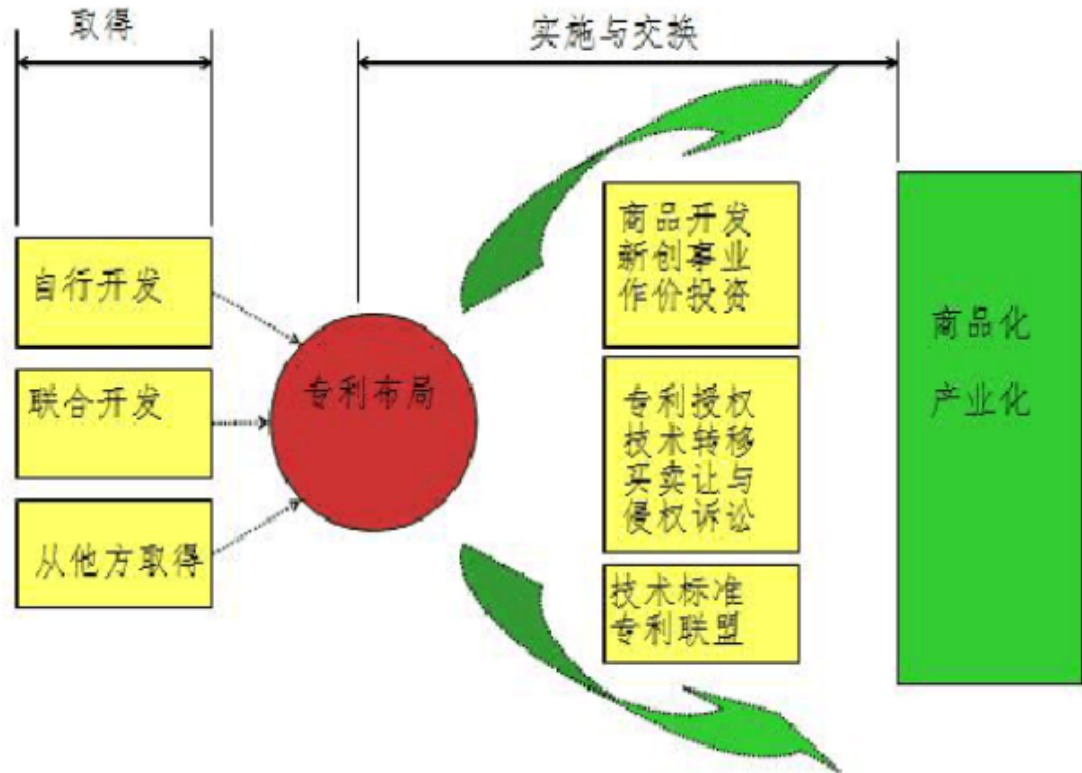 取得
实施与交换
自行开发
联合开发
从他方取得
专利布局
商品开发
新创事业
作价投资
专利授权
技术转移
买卖让与
侵权诉讼
技术标准
专利联盟
商品化
产业化